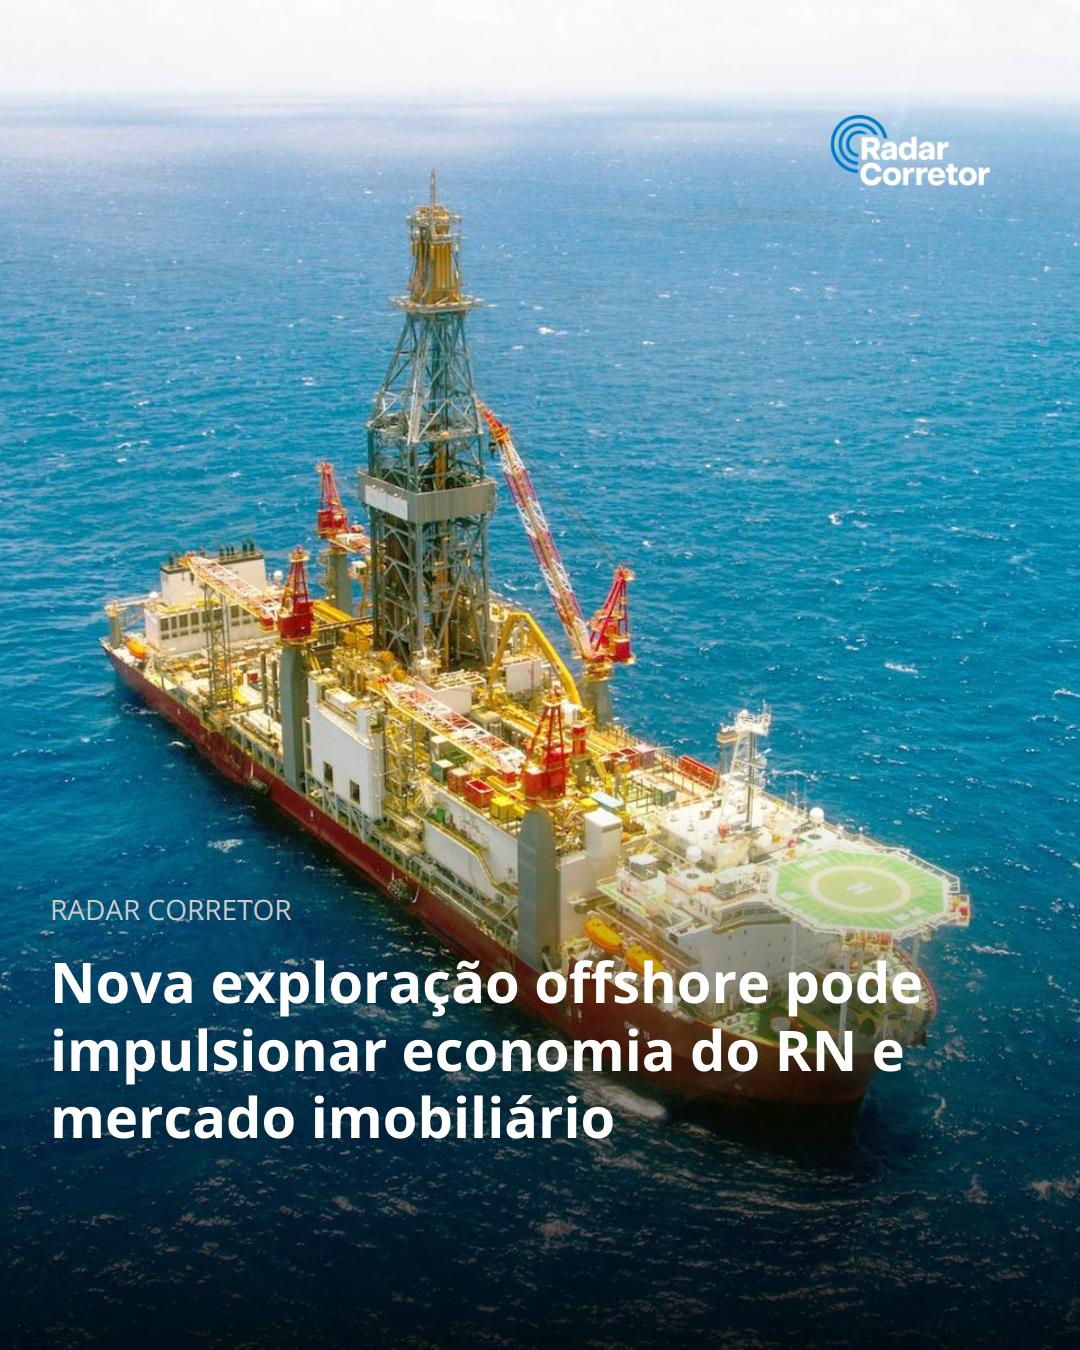 Radar
Corretor
RADAR CORRETOR
Nova exploração offshore pode
impulsionar economia do RN e
mercado imobiliário
H